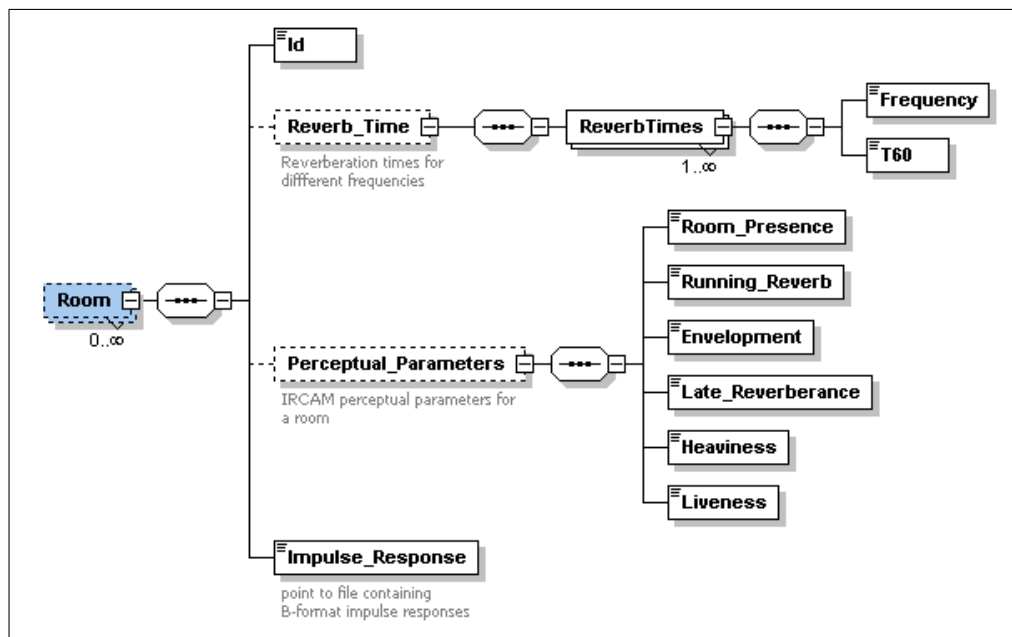 Id
Reverb_Time
Reverberation times for
diffferent frequencies
ReverbTimes
1..∞
Frequency
T60
Room
0..∞
Perceptual_Parameters
IRCAM perceptual parameters for
a room
Room_Presence
Running_Reverb
Envelopment
Late_Reverberance
Heaviness
Liveness
Impulse_Response
point to file containing
B-format impulse responses